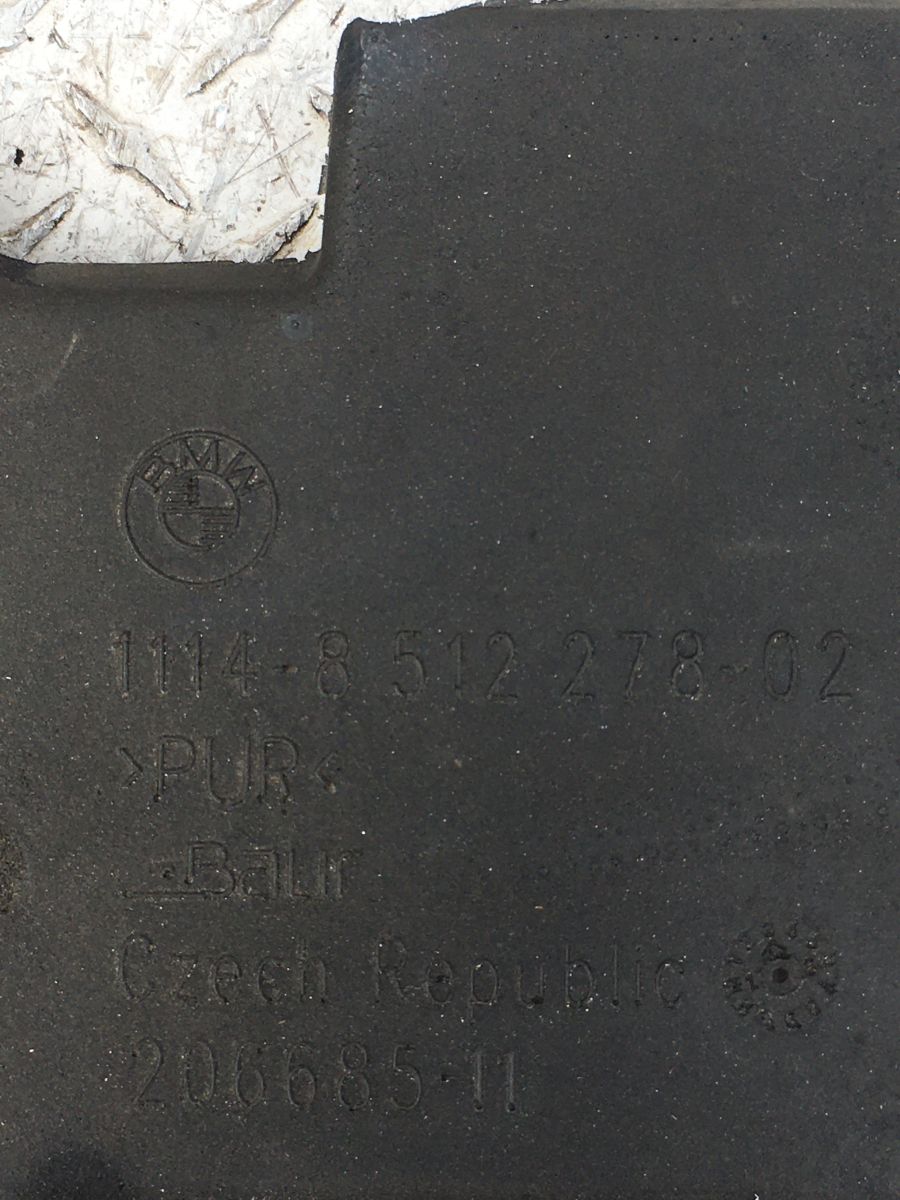 BMW
1114-8 512 278-02
>PUR<
Baur
Czech Republic
206685-11